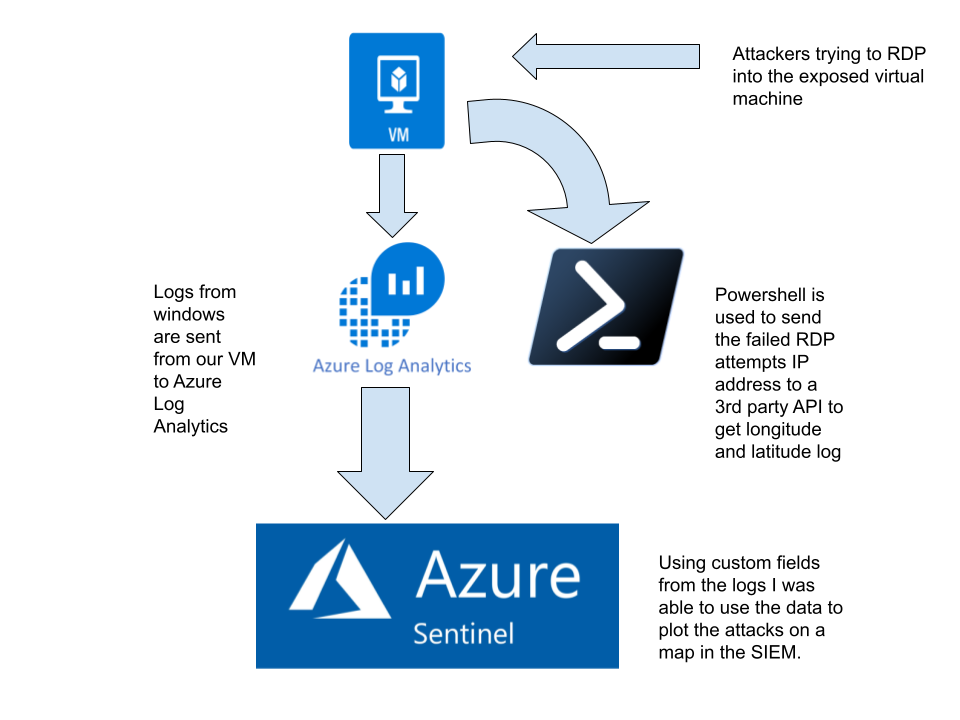 Attackers trying to RDP
into the exposed virtual
machine
VM
Logs from
windows
are sent
from our VM
to Azure
Log
Analytics
Azure Log Analytics
Powershell is
used to send
the failed RDP
attempts IP
address to a
3rd party API to
get longitude
and latitude log
Azure
Sentinel
Using custom fields
from the logs I was
able to use the data to
plot the attacks on a
map in the SIEM.